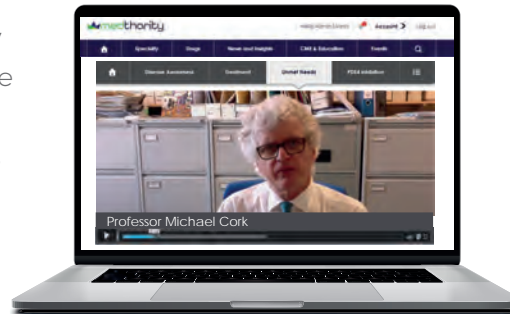 e
medthority
Account
Log out
Specialty
Drugs
News and Insights
CME & Education
Events
Disease Awareness
Treatment
Unmet Needs
PDE4 Inhibition
Professor Michael Cork